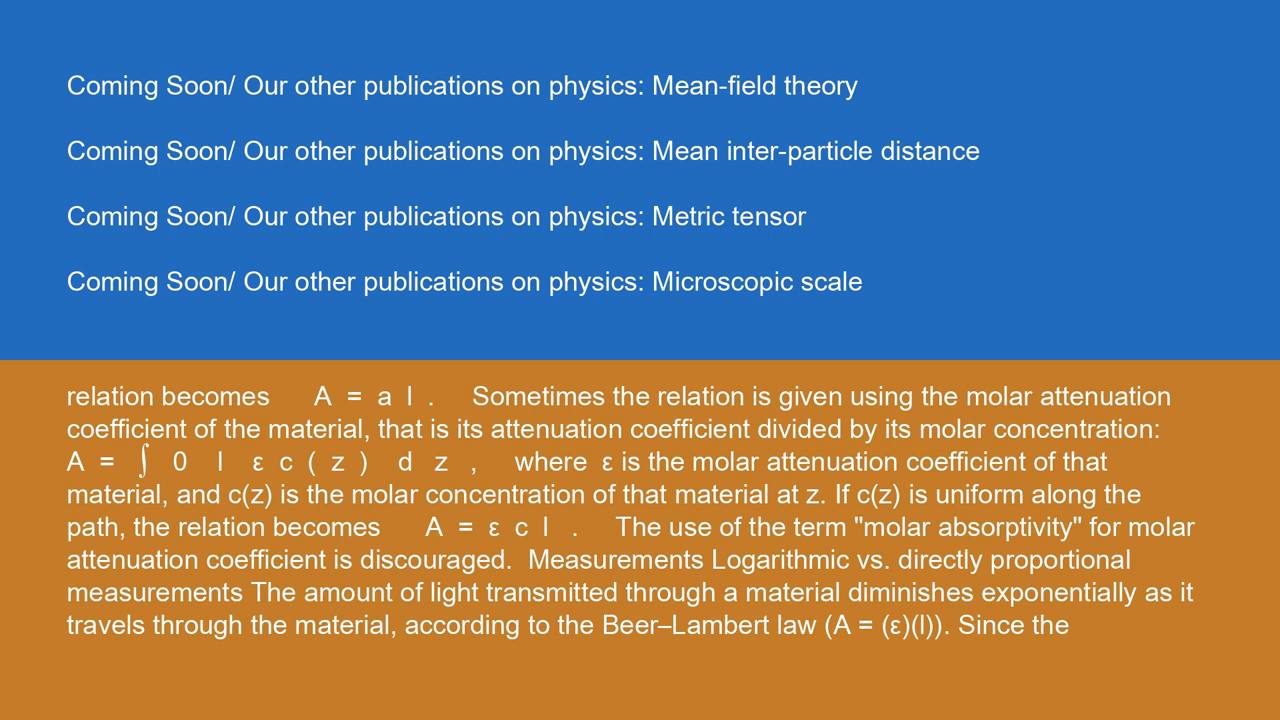 Coming Soon/ Our other publications on physics: Mean-field theory
Coming Soon/ Our other publications on physics: Mean inter-particle distance
Coming Soon/ Our other publications on physics: Metric tensor
Coming Soon/ Our other publications on physics: Microscopic scale
relation becomes A = a l . Sometimes the relation is given using the molar attenuation
coefficient of the material, that is its attenuation coefficient divided by its molar concentration:
A = ∫ 0 l ε c ( z ) d z , where ε is the molar attenuation coefficient of that
material, and c(z) is the molar concentration of that material at z. If c(z) is uniform along the
path, the relation becomes A = ε c l . The use of the term "molar absorptivity" for molar
attenuation coefficient is discouraged. Measurements Logarithmic vs. directly proportional
measurements The amount of light transmitted through a material diminishes exponentially as it
travels through the material, according to the Beer–Lambert law (A = (ε)(l)). Since the